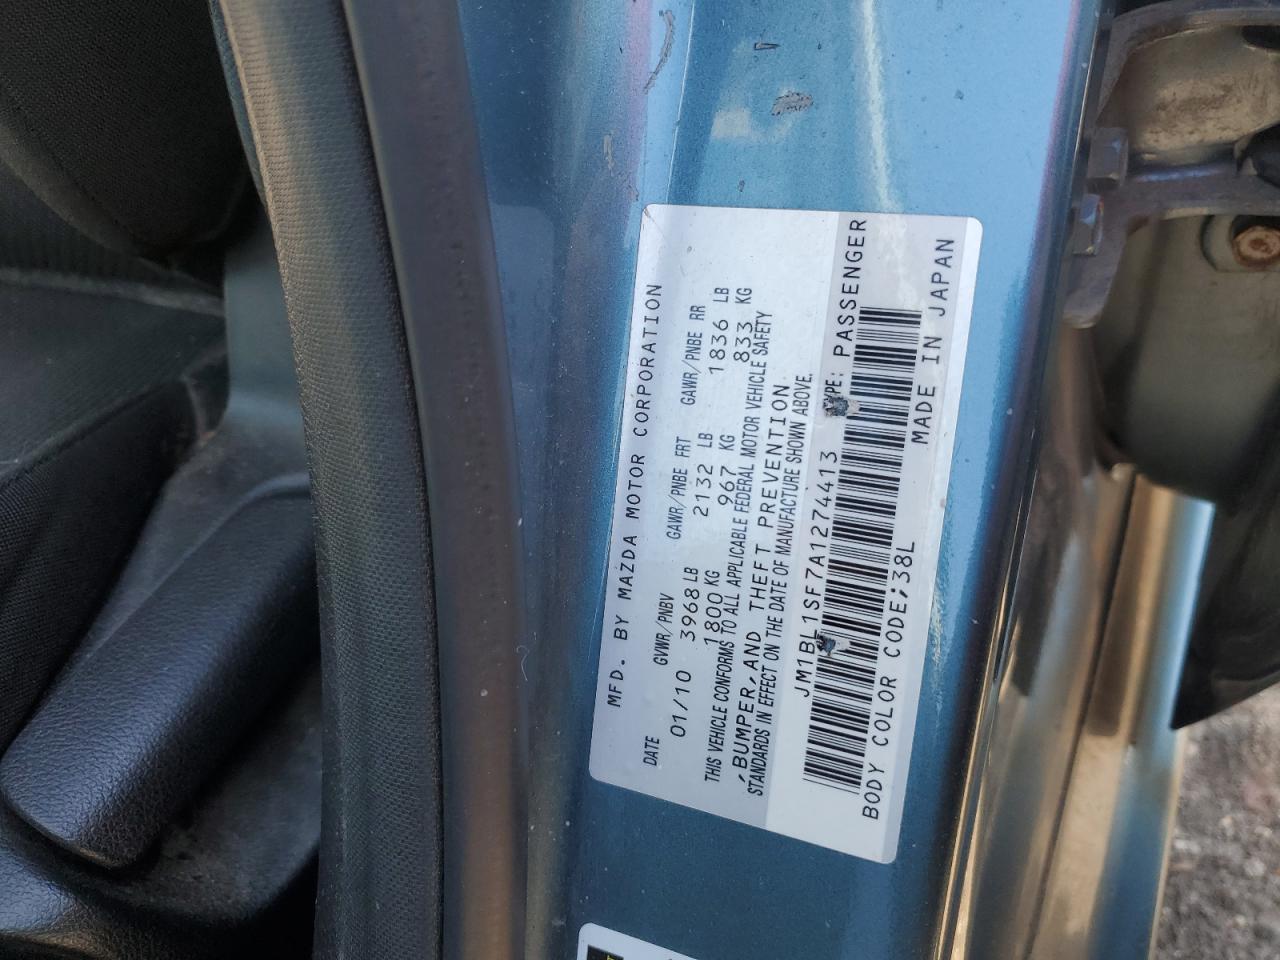 MFD. BY MAZDA MOTOR CORPORATION
DATE GVWR/PNBV GAWR/PNBE FRT GAWR/PNBE RR
01/10 3968 LB 2132 LB 1836 LB
1800 KG 967 KG 833 KG
THIS VEHICLE CONFORMS TO ALL APPLICABLE FEDERAL MOTOR VEHICLE SAFETY
,BUMPER,AND THEFT PREVENTION
STANDARDS IN EFFECT ON THE DATE OF MANUFACTURE SHOWN ABOVE.
JM1BL1SF7A1274413 TYPE: PASSENGER
BODY COLOR CODE;38L MADE IN JAPAN